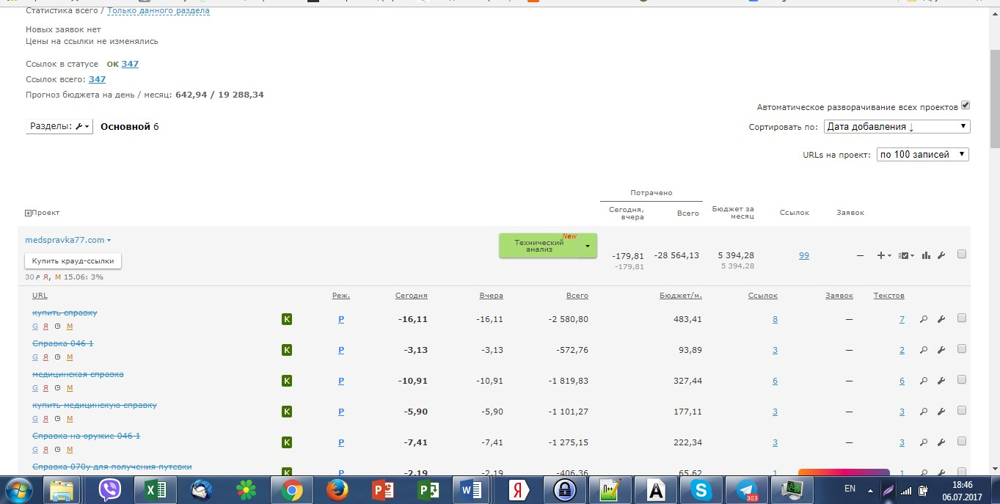 Статистика всего / Только данного раздела
Новых заявок нет
Цены на ссылки не изменялись
Ссылок в статусе OK 347
Ссылок всего: 347
Прогноз бюджета на день / месяц: 642,94 / 19 288,34
Автоматическое разворачивание всех проектов
Разделы: Основной 6
Сортировать по: Дата добавления ↓
URLs на проект: по 100 записей
Потрачено
Проект Сегодня, вчера Всего Бюджет за месяц Ссылок Заявок
medspravka77.com
Технический анализ New
-179,81 -28 564,13 5 394,28 99 —
-179,81 5 394,28
Купить крауд-ссылки
30 Я, М 15.06: 3%
URL Реж. Сегодня Вчера Всего Бюджет/м. Ссылок Заявок Текстов
купить справку
K Р -16,11 -16,11 -2 580,80 483,41 8 — 7
G Я М
Справка 046-1
K Р -3,13 -3,13 -572,76 93,89 3 — 2
G Я М
медицинская справка
K Р -10,91 -10,91 -1 819,83 327,44 6 — 6
G Я М
купить медицинскую справку
K Р -5,90 -5,90 -1 101,27 177,11 3 — 3
G Я М
Справка на оружие 046-1
K Р -7,41 -7,41 -1 275,15 222,34 3 — 3
G Я М
Справка 070у для получения путевки
K Р -2,19 -2,19 -406,36 65,62 1 1
EN 18:46
303
06.07.2017